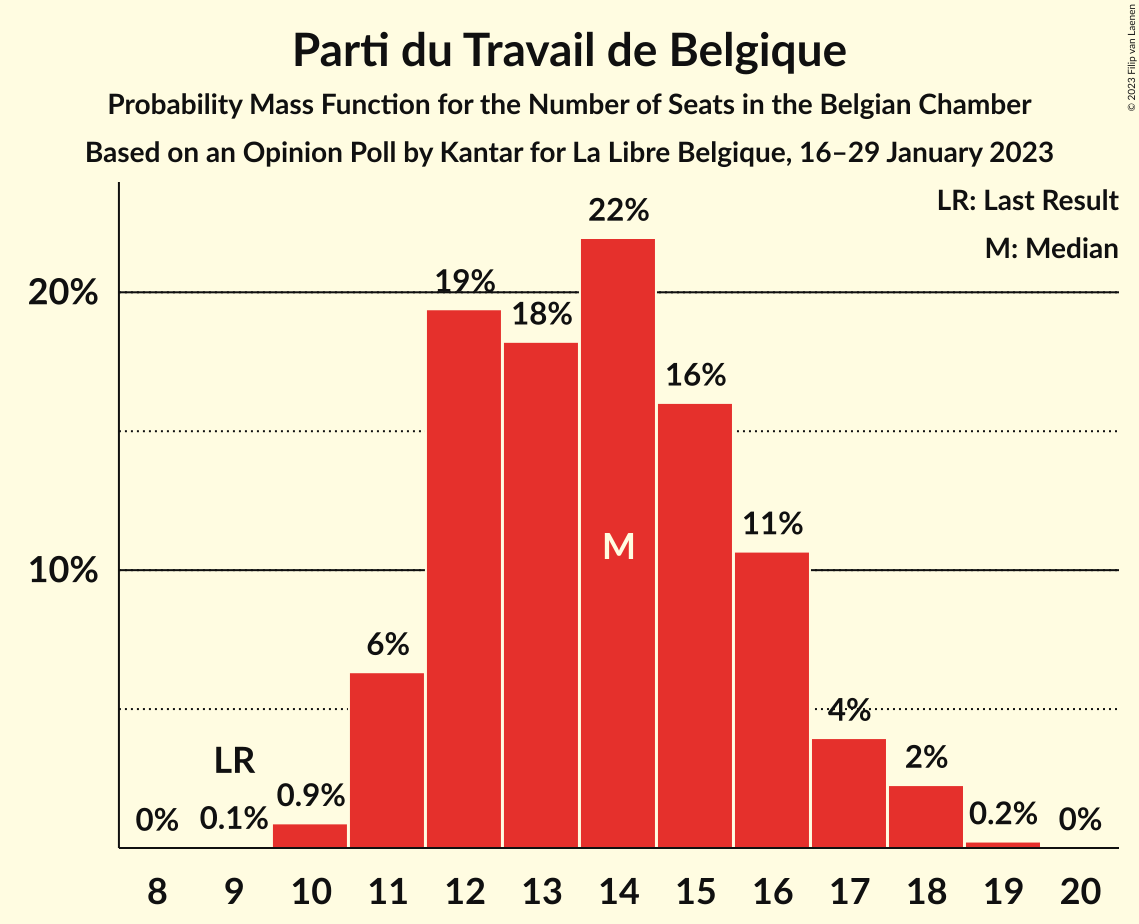 Parti du Travail de Belgique
Probability Mass Function for the Number of Seats in the Belgian Chamber
Based on an Opinion Poll by Kantar for La Libre Belgique, 16–29 January 2023
© 2023 Filip van Laenen
LR: Last Result
M: Median
20%
10%
0%
LR
0.1%
0.9%
6%
19%
18%
22%
M
16%
11%
4%
2%
0.2%
0%
8 9 10 11 12 13 14 15 16 17 18 19 20